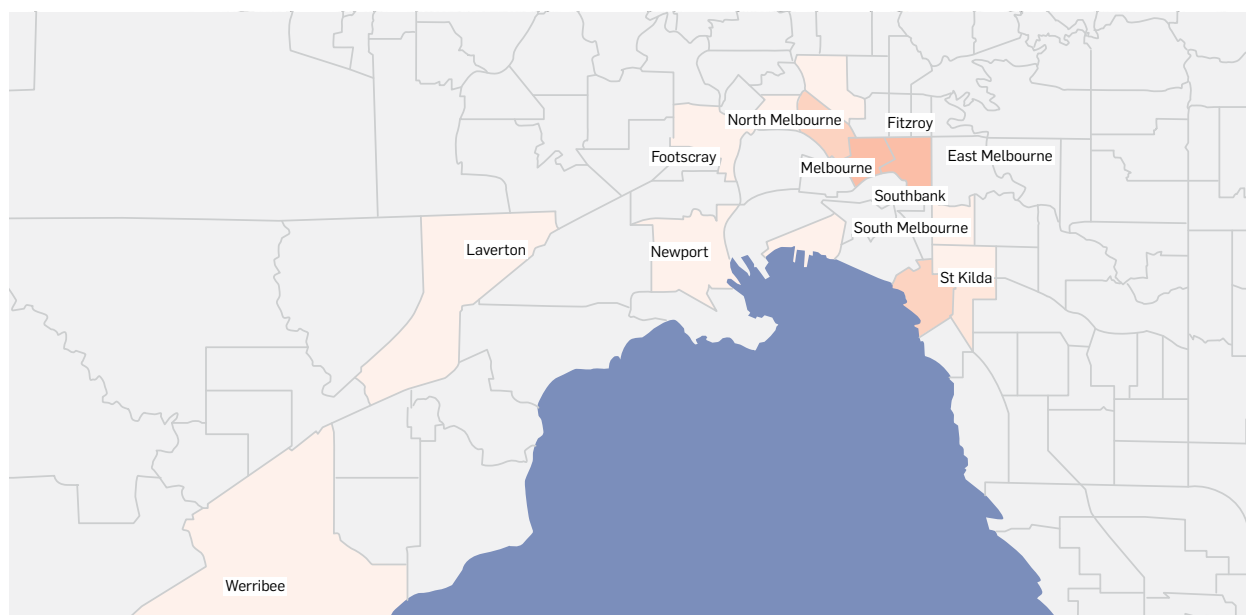 North Melbourne
Fitzroy
Footscray
East Melbourne
Melbourne
Southbank
South Melbourne
Laverton
Newport
St Kilda
Werribee